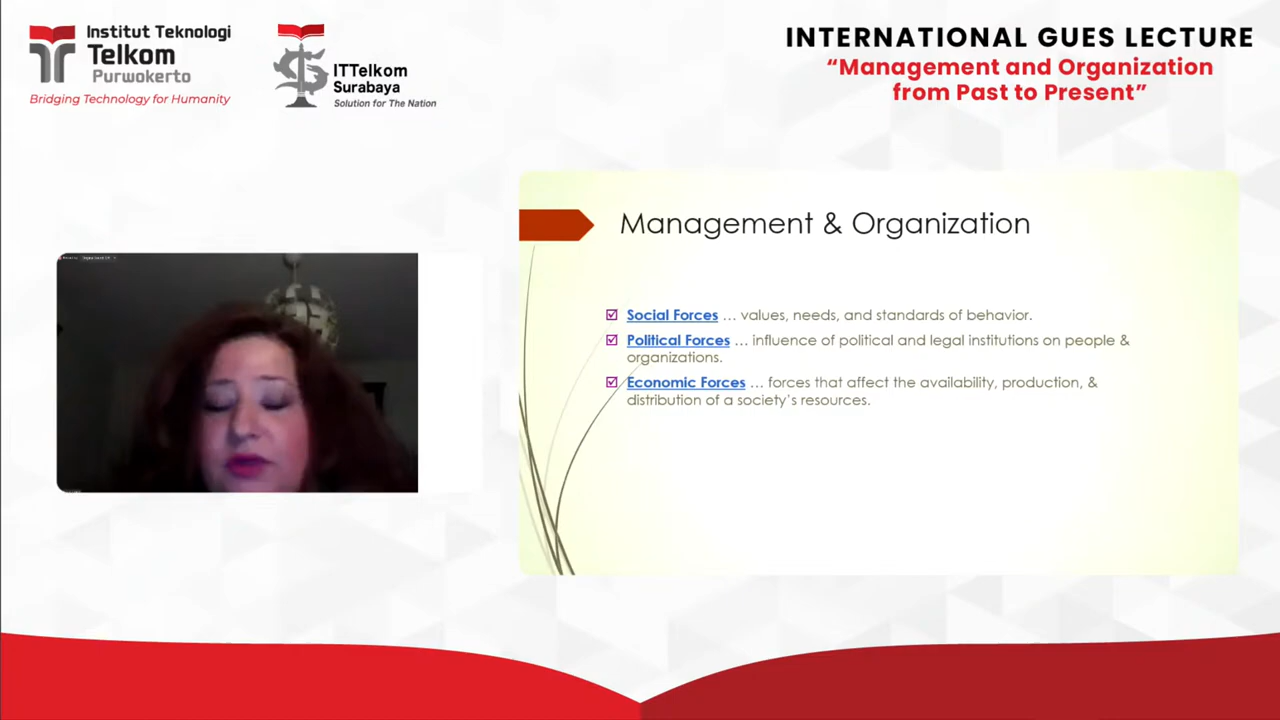 Institut Teknologi
Telkom
Purwokerto
Bridging Technology for Humanity
ITTelkom
Surabaya
Solution for The Nation
INTERNATIONAL GUES LECTURE
“Management and Organization
from Past to Present”
Management & Organization
Social Forces … values, needs, and standards of behavior.
Political Forces … influence of political and legal institutions on people &
organizations.
Economic Forces … forces that affect the availability, production, &
distribution of a society’s resources.